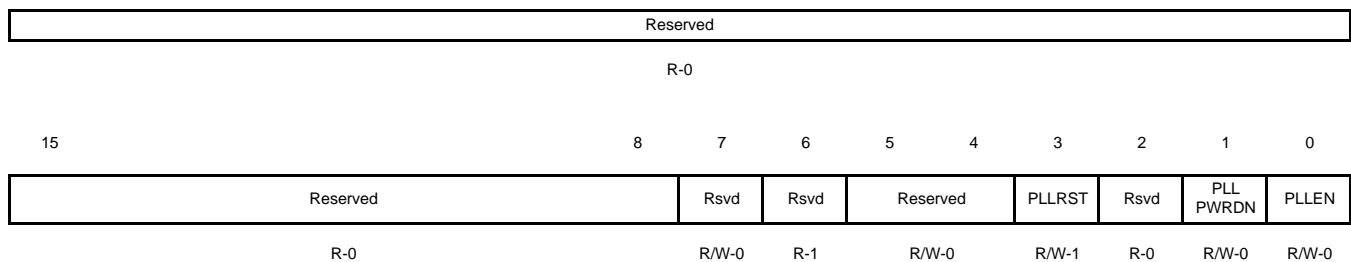 Reserved
R-0
15 8 7 6 5 4 3 2 1 0
Reserved Rsvd Rsvd Reserved PLLRST Rsvd PLL PWRDN PLLEN
R-0 R/W-0 R-1 R/W-0 R/W-1 R-0 R/W-0 R/W-0